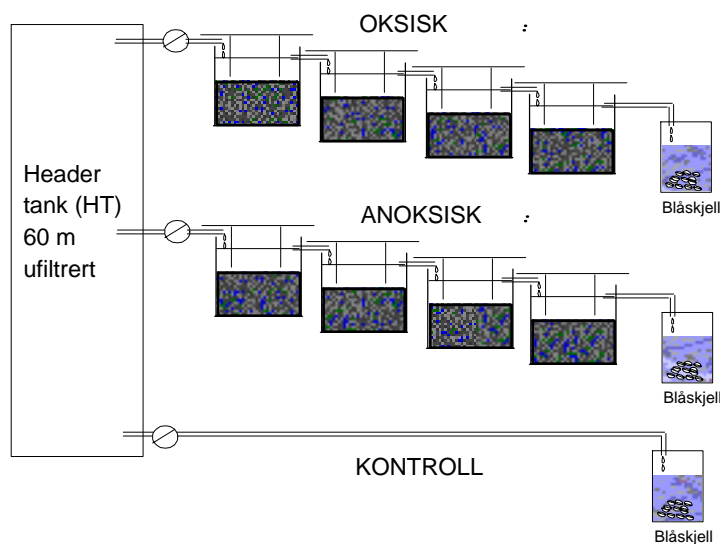 OKSISK :
Header
tank (HT)
60 m
ufiltrert
Blåskjell
ANOKSISK :
Blåskjell
KONTROLL
Blåskjell